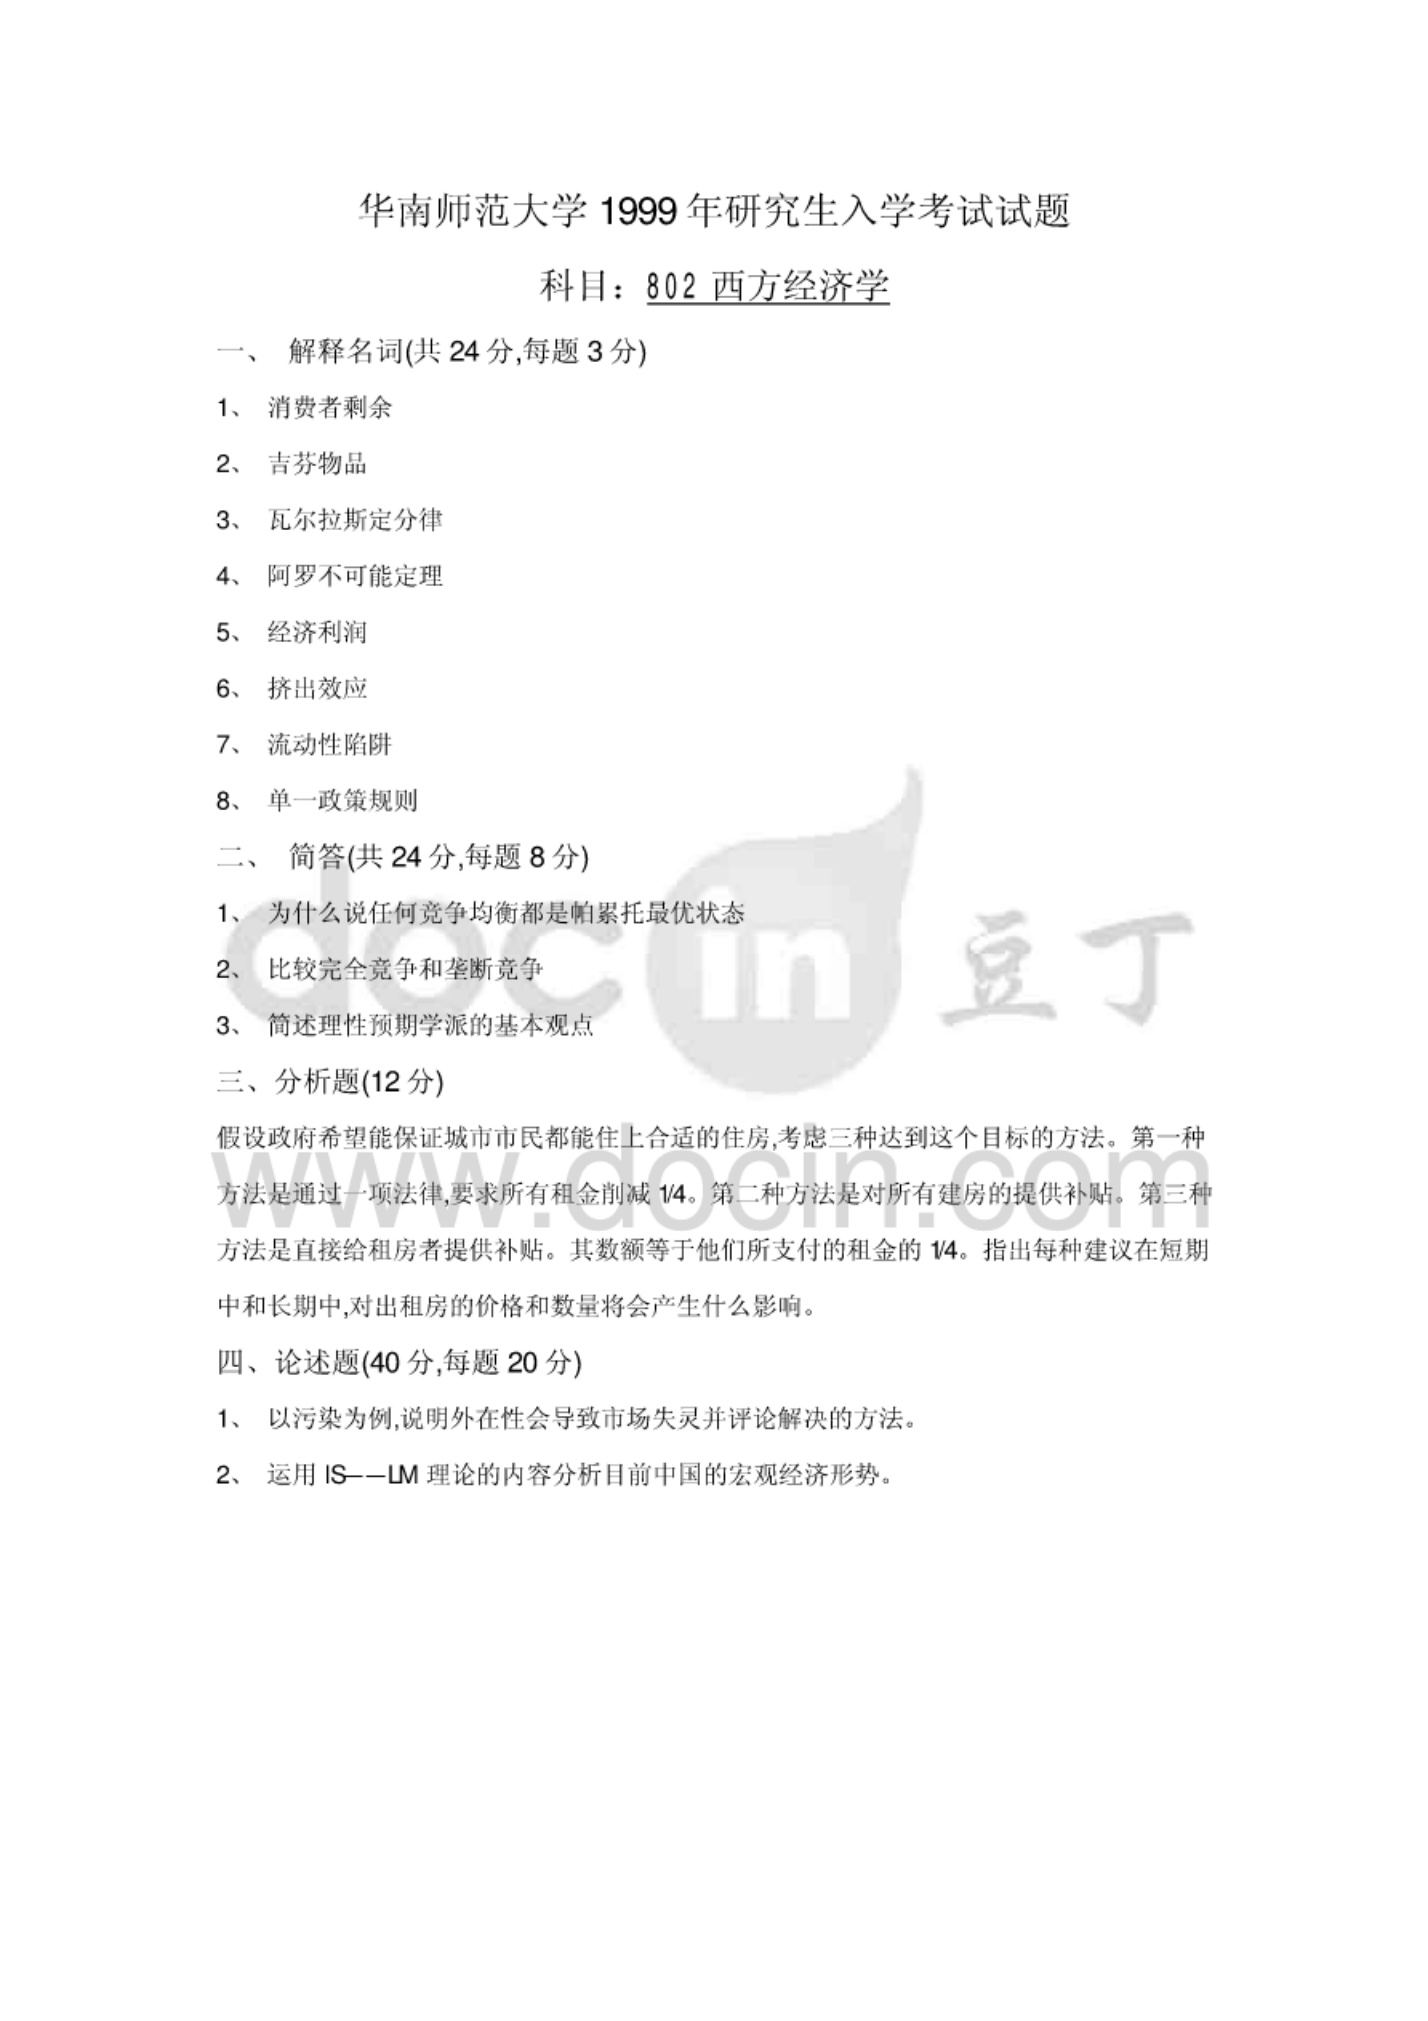 华南师范大学 1999 年研究生入学考试试题
科目：802 西方经济学
一、 解释名词(共 24 分,每题 3 分)
1、 消费者剩余
2、 吉芬物品
3、 瓦尔拉斯定分律
4、 阿罗不可能定理
5、 经济利润
6、 挤出效应
7、 流动性陷阱
8、 单一政策规则
二、 简答(共 24 分,每题 8 分)
1、 为什么说任何竞争均衡都是帕累托最优状态
2、 比较完全竞争和垄断竞争
3、 简述理性预期学派的基本观点
三、分析题(12 分)
假设政府希望能保证城市市民都能住上合适的住房,考虑三种达到这个目标的方法。第一种
方法是通过一项法律,要求所有租金削减 1/4。第二种方法是对所有建房的提供补贴。第三种
方法是直接给租房者提供补贴。其数额等于他们所支付的租金的 1/4。指出每种建议在短期
中和长期中,对出租房的价格和数量将会产生什么影响。
四、论述题(40 分,每题 20 分)
1、 以污染为例,说明外在性会导致市场失灵并评论解决的方法。
2、 运用 IS——LM 理论的内容分析目前中国的宏观经济形势。
docin 豆丁
www.docin.com